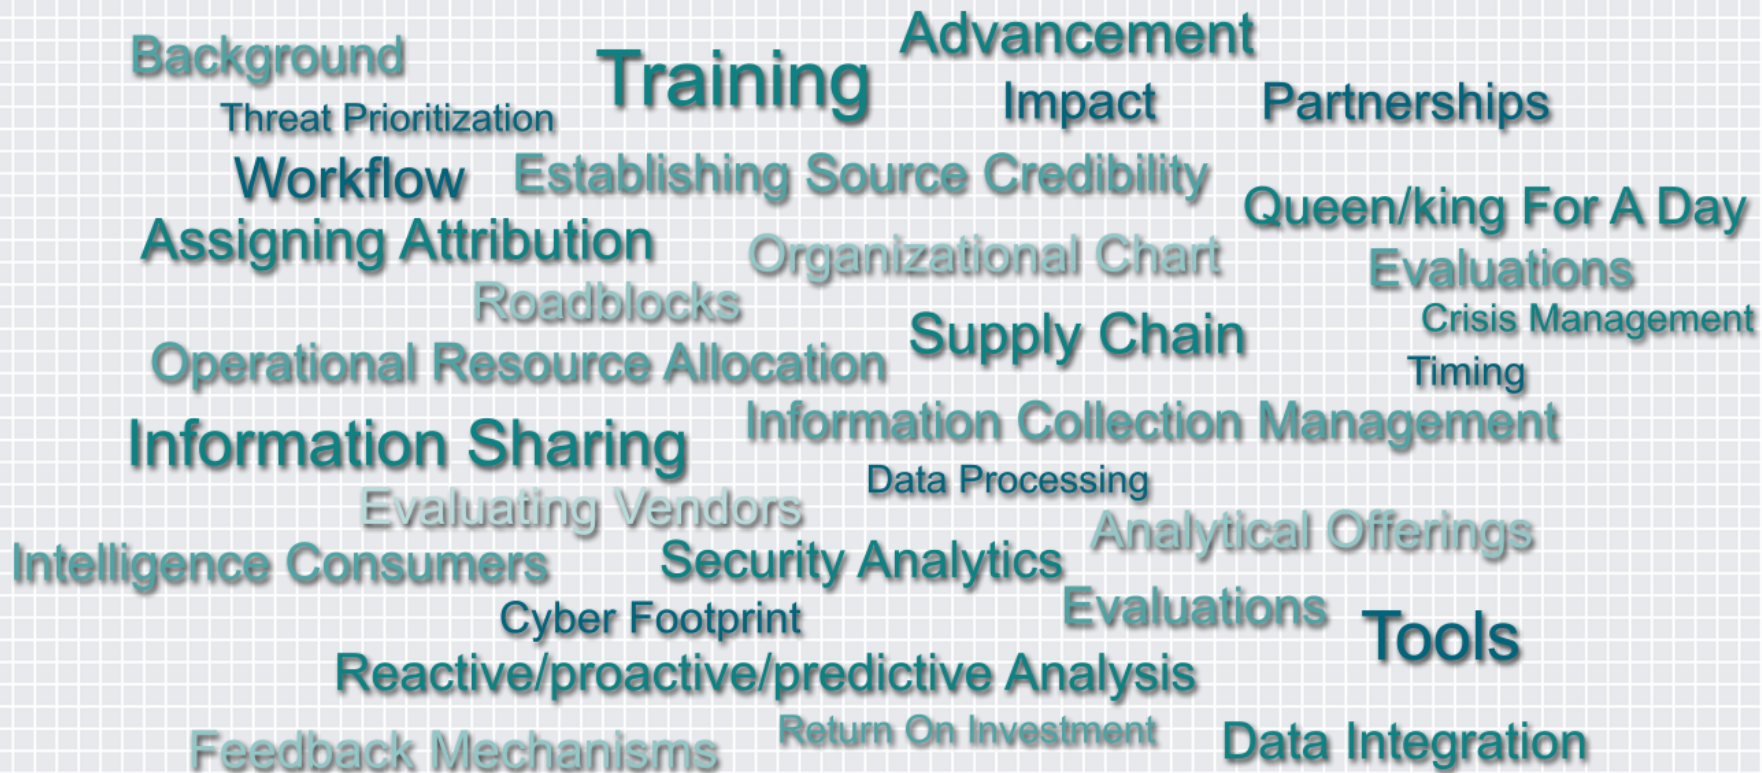 Advancement
Background
Training
Impact
Partnerships
Threat Prioritization
Workflow
Establishing Source Credibility
Queen/king For A Day
Assigning Attribution
Organizational Chart
Evaluations
Roadblocks
Crisis Management
Supply Chain
Operational Resource Allocation
Timing
Information Collection Management
Information Sharing
Data Processing
Evaluating Vendors
Analytical Offerings
Intelligence Consumers
Security Analytics
Evaluations
Cyber Footprint
Tools
Reactive/proactive/predictive Analysis
Return On Investment
Data Integration
Feedback Mechanisms